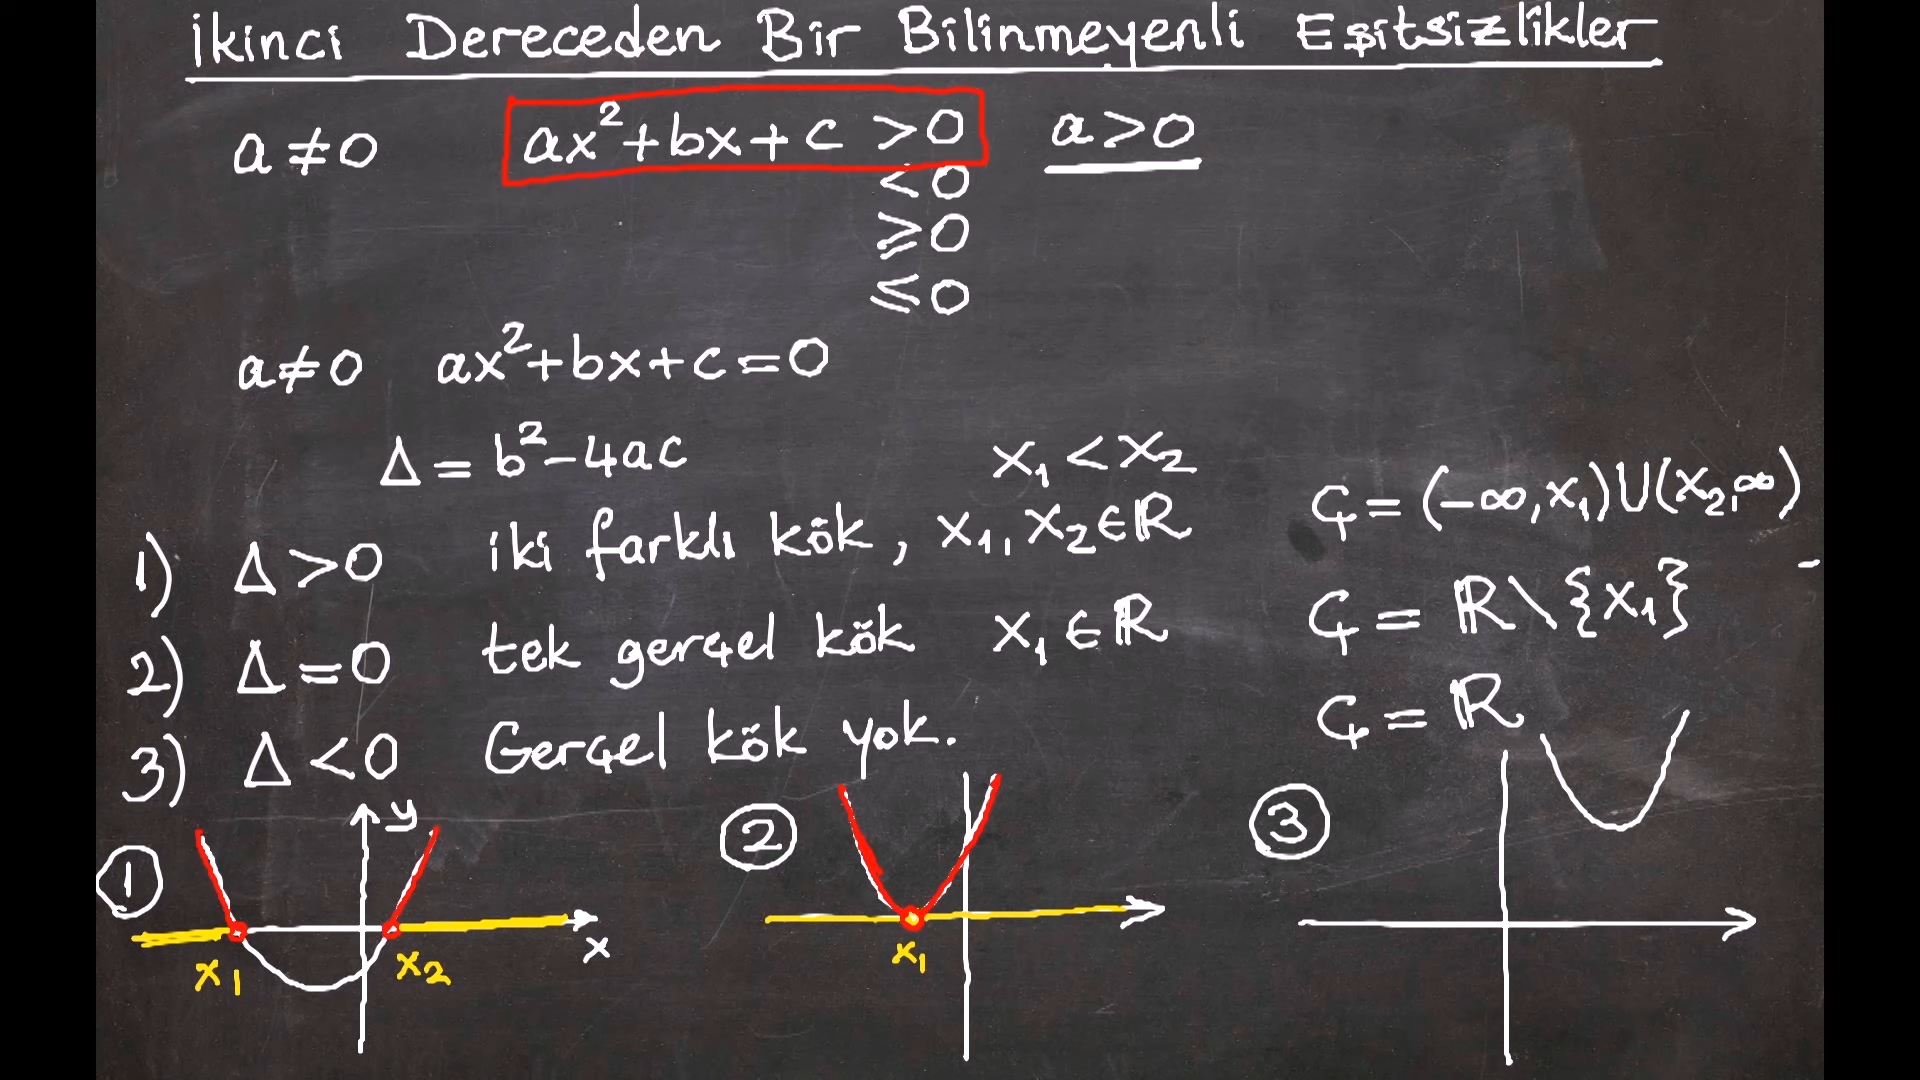 İkinci Dereceden Bir Bilinmeyenli Eşitsizlikler
a≠0 ax²+bx+c >0 a>0
<0
≥0
≤0
a≠0 ax²+bx+c=0
Δ = b²-4ac x₁<x₂
Ç = (-∞,x₁)∪(x₂,∞)
1) Δ>0 iki farklı kök, x₁,x₂∈ℝ
Ç = ℝ\{x₁}
2) Δ=0 tek gerçel kök x₁∈ℝ
Ç = ℝ
3) Δ<0 Gerçel kök yok.
1 y x x₁ x₂
2 x₁
3